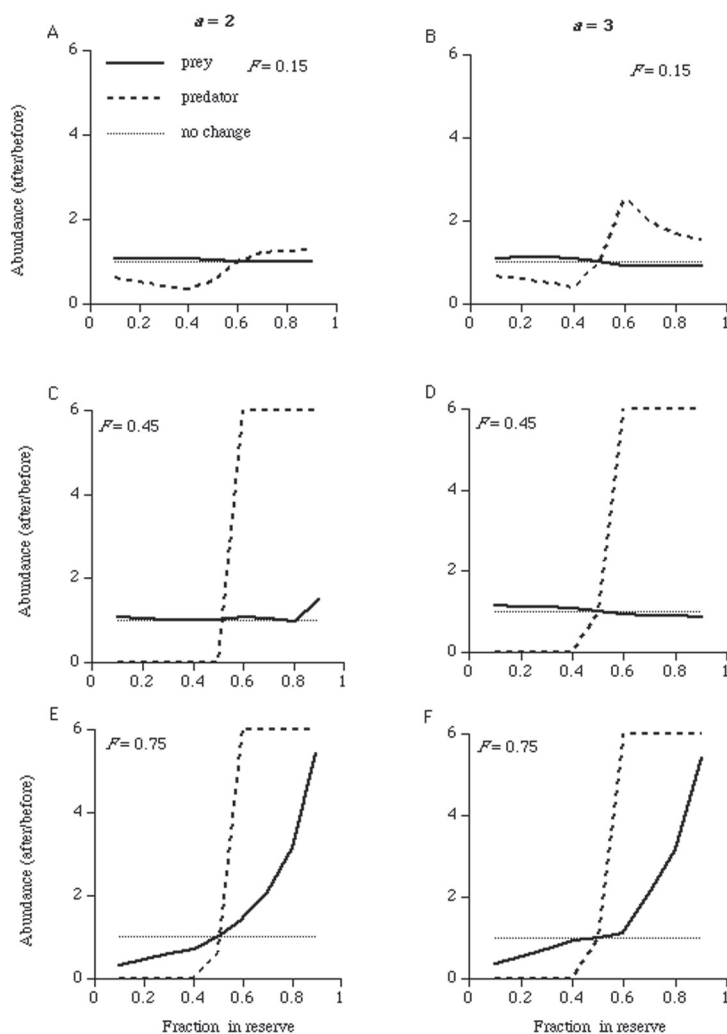 a = 2
a = 3
A
B
6
4
2
0
0 0.2 0.4 0.6 0.8 1
Abundance (after/before)
prey
predator
no change
F = 0.15
6
4
2
0
0 0.2 0.4 0.6 0.8 1
F = 0.15
C
D
6
4
2
0
0 0.2 0.4 0.6 0.8 1
Abundance (after/before)
F = 0.45
6
4
2
0
0 0.2 0.4 0.6 0.8 1
F = 0.45
E
F
6
4
2
0
0 0.2 0.4 0.6 0.8 1
Abundance (after/before)
F = 0.75
Fraction in reserve
6
4
2
0
0 0.2 0.4 0.6 0.8 1
F = 0.75
Fraction in reserve